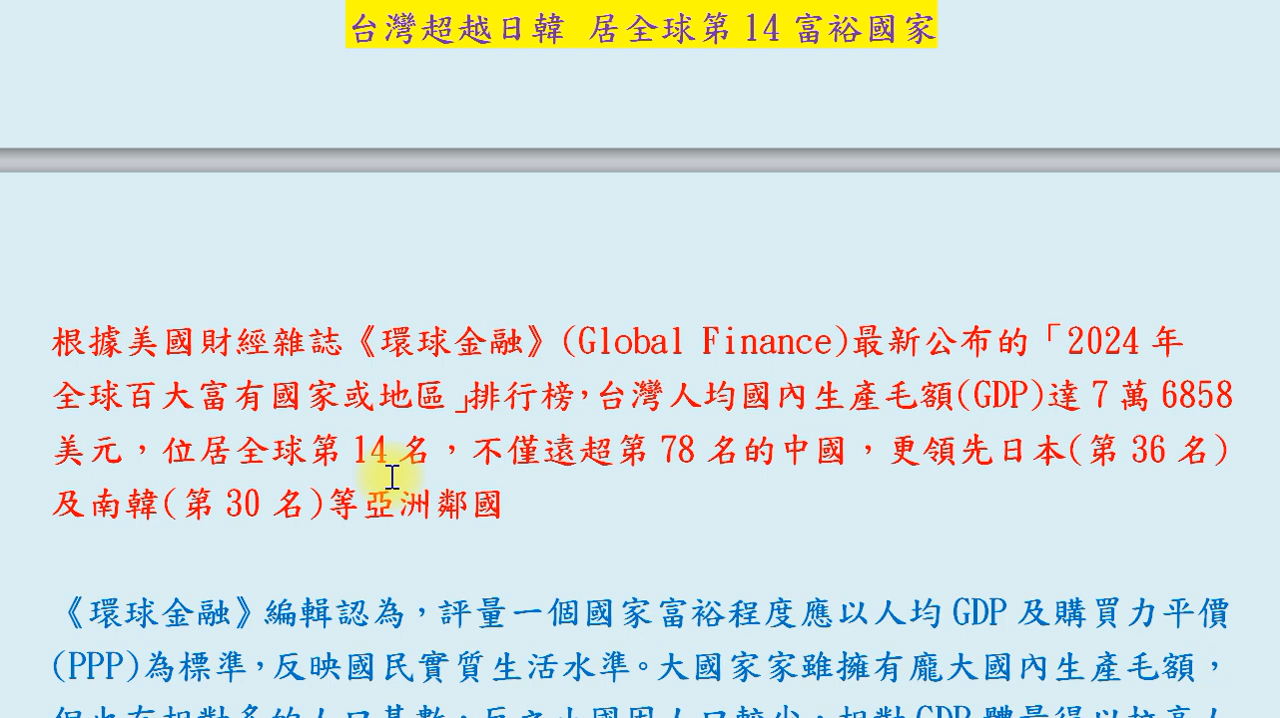 台灣超越日韓 居全球第14富裕國家
根據美國財經雜誌《環球金融》(Global Finance)最新公布的「2024年
全球百大富有國家或地區」排行榜，台灣人均國內生產毛額(GDP)達7萬6858
美元，位居全球第14名，不僅遠超第78名的中國，更領先日本(第36名)
及南韓(第30名)等亞洲鄰國
《環球金融》編輯認為，評量一個國家富裕程度應以人均GDP及購買力平價
(PPP)為標準，反映國民實質生活水準。大國家家雖擁有龐大國內生產毛額，